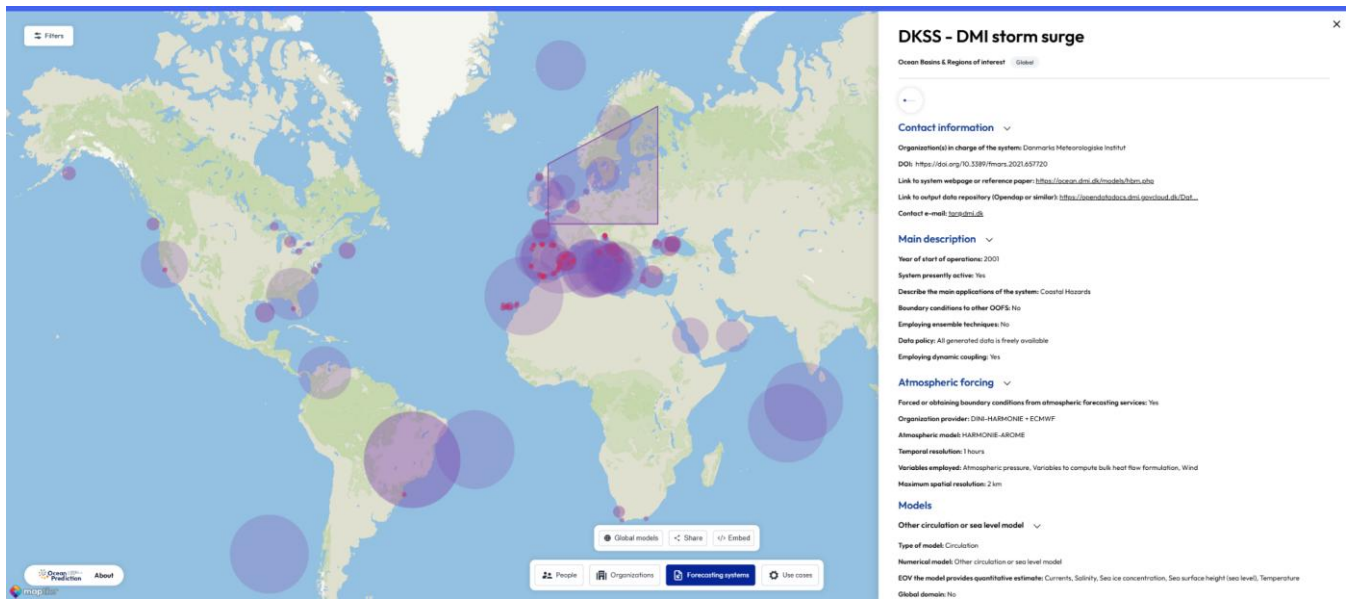 Filters
DKSS - DMI storm surge
Ocean Basins & Regions of interest Global
Contact information
Organization(s) in charge of the system: Danmarks Meteorologiske Institut
DOI: https://doi.org/10.3389/fmars.2021.657720
Link to system webpage or reference paper: https://ocean.dmi.dk/models/hbm.php
Link to output data repository (Opendap or similar): https://opendatadocs.dmi.govcloud.dk/Dat...
Contact e-mail: tar@dmi.dk
Main description
Year of start of operations: 2001
System presently active: Yes
Describe the main applications of the system: Coastal Hazards
Boundary conditions to other OOFS: No
Employing ensemble techniques: No
Data policy: All generated data is freely available
Employing dynamic coupling: Yes
Atmospheric forcing
Forced or obtaining boundary conditions from atmospheric forecasting services: Yes
Organization provider: DINI-HARMONIE + ECMWF
Atmospheric model: HARMONIE-AROME
Temporal resolution: 1 hours
Variables employed: Atmospheric pressure, Variables to compute bulk heat flow formulation, Wind
Maximum spatial resolution: 2 km
Models
Other circulation or sea level model
Type of model: Circulation
Numerical model: Other circulation or sea level model
EOV the model provides quantitative estimate: Currents, Salinity, Sea ice concentration, Sea surface height (sea level), Temperature
Global domain: No
Global models Share </> Embed
People Organizations Forecasting systems Use cases
Ocean
Prediction
About
maptiler